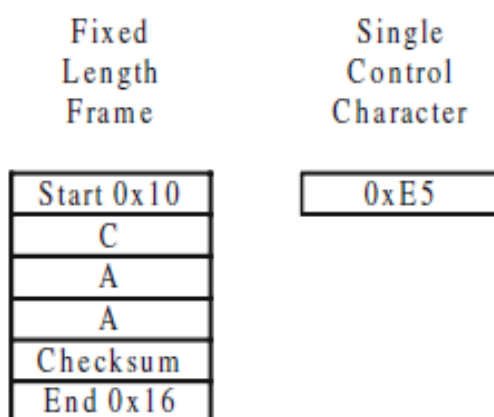 Fixed
Length
Frame
Single
Control
Character
Start 0x10
C
A
A
Checksum
End 0x16
0xE5